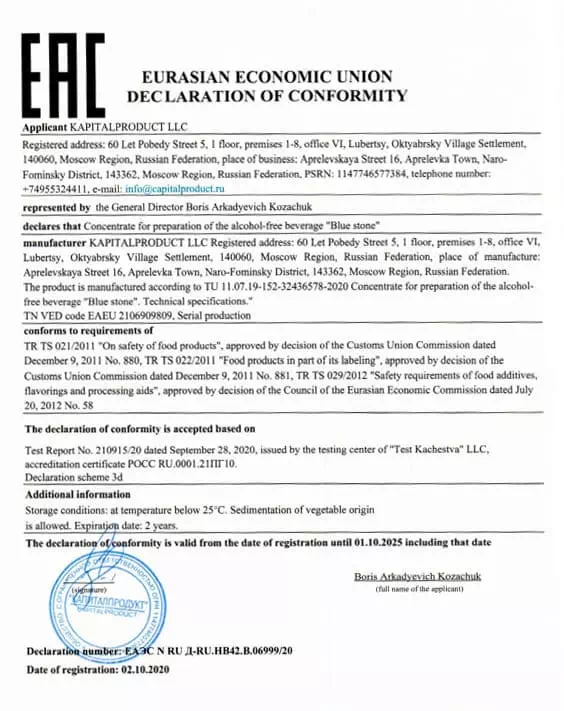 EAC
EURASIAN ECONOMIC UNION
DECLARATION OF CONFORMITY
Applicant KAPITALPRODUCT LLC
Registered address: 60 Let Pobedy Street 5, 1 floor, premises 1-8, office VI, Lubertsy, Oktyabrsky Village Settlement,
140060, Moscow Region, Russian Federation, place of business: Aprelevskaya Street 16, Aprelevka Town, Naro-
Fominsky District, 143362, Moscow Region, Russian Federation. PSRN: 1147746577384, telephone number:
+74955324411, e-mail: info@capitalproduct.ru
represented by the General Director Boris Arkadyevich Kozachuk
declares that Concentrate for preparation of the alcohol-free beverage "Blue stone"
manufacturer KAPITALPRODUCT LLC Registered address: 60 Let Pobedy Street 5, 1 floor, premises 1-8, office VI,
Lubertsy, Oktyabrsky Village Settlement, 140060, Moscow Region, Russian Federation, place of manufacture:
Aprelevskaya Street 16, Aprelevka Town, Naro-Fominsky District, 143362, Moscow Region, Russian Federation.
The product is manufactured according to TU 11.07.19-152-32436578-2020 Concentrate for preparation of the alcohol-
free beverage "Blue stone". Technical specifications."
TN VED code EAEU 2106909809, Serial production
conforms to requirements of
TR TS 021/2011 "On safety of food products", approved by decision of the Customs Union Commission dated
December 9, 2011 No. 880, TR TS 022/2011 "Food products in part of its labeling", approved by decision of the
Customs Union Commission dated December 9, 2011 No. 881, TR TS 029/2012 "Safety requirements of food additives,
flavorings and processing aids", approved by decision of the Council of the Eurasian Economic Commission dated July
20, 2012 No. 58
The declaration of conformity is accepted based on
Test Report No. 210915/20 dated September 28, 2020, issued by the testing center of "Test Kachestva" LLC,
accreditation certificate РОСС RU.0001.21ПГ10.
Declaration scheme 3d
Additional information
Storage conditions: at temperature below 25°C. Sedimentation of vegetable origin
is allowed. Expiration date: 2 years.
The declaration of conformity is valid from the date of registration until 01.10.2025 including that date
Boris Arkadyevich Kozachuk
(signature)
(full name of the applicant)
"КАПИТАЛПРОДУКТ"
Declaration number: ЕАЭС N RU Д-RU.НВ42.В.06999/20
Date of registration: 02.10.2020